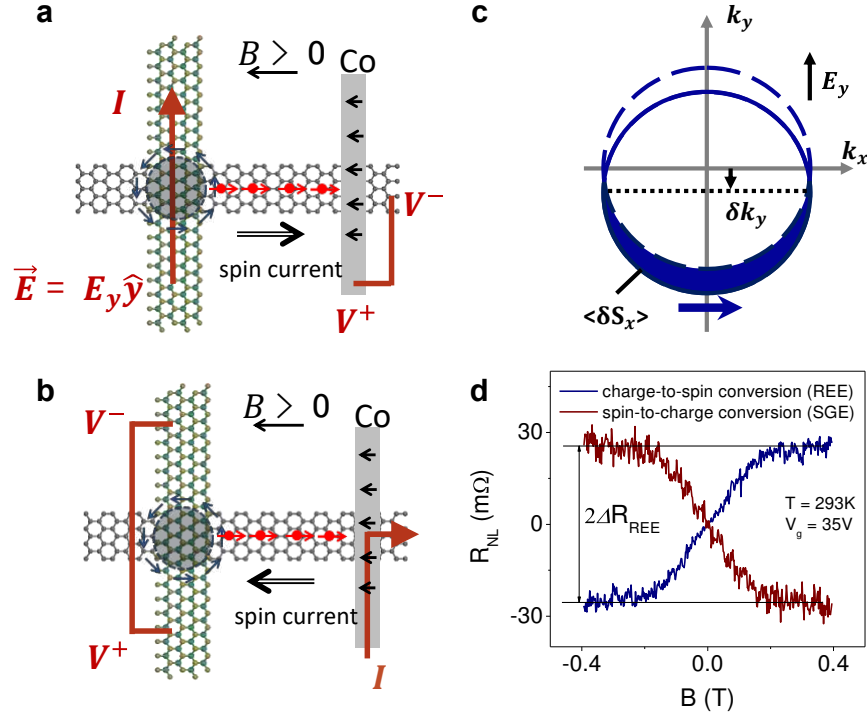 a
B > 0
Co
I
V⁻
spin current
E⃗ = E_y ŷ
V⁺
b
B > 0
Co
V⁻
spin current
V⁺
I
c
k_y
E_y
k_x
δk_y
<δS_x>
d
charge-to-spin conversion (REE)
spin-to-charge conversion (SGE)
R_NL (mΩ)
30
0
-30
2ΔR_REE
T = 293K
V_g = 35V
-0.4
0.0
0.4
B (T)